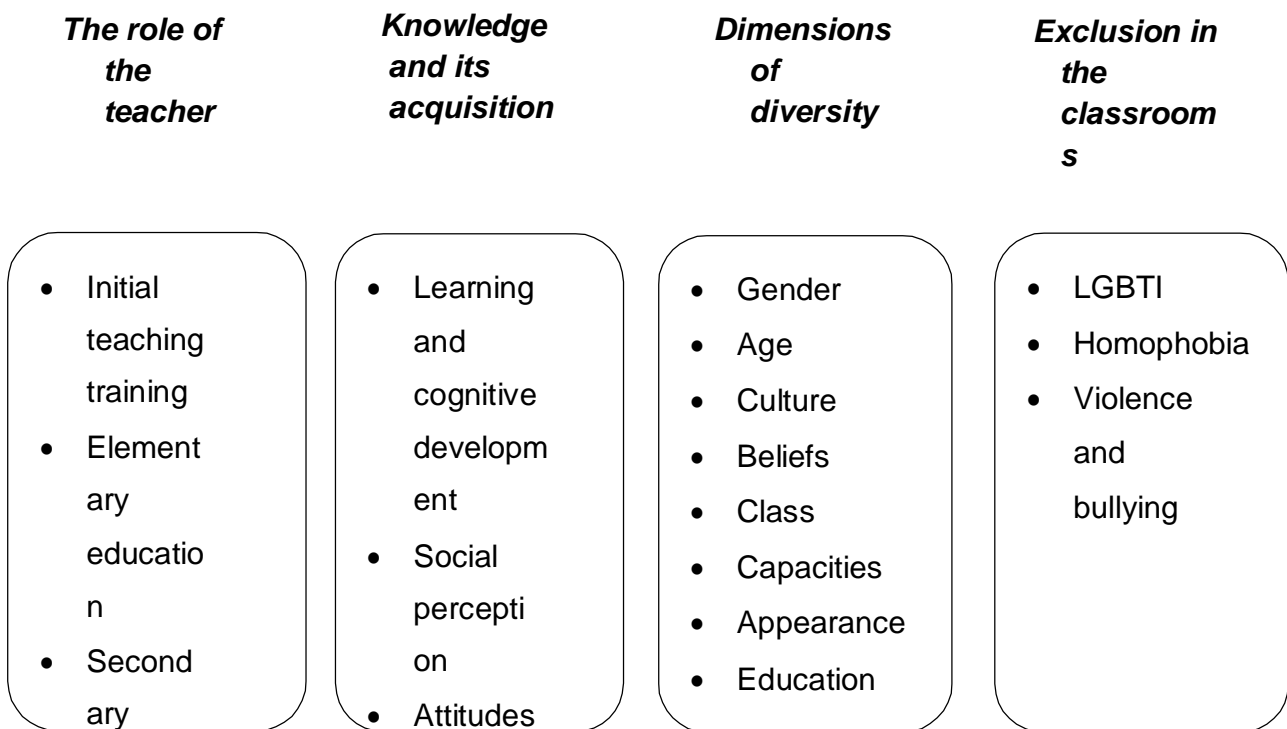 The role of
the
teacher
Knowledge
and its
acquisition
Dimensions
of
diversity
Exclusion in
the
classroom
s
• Initial
teaching
training
• Element
ary
educatio
n
• Second
ary
• Learning
and
cognitive
developm
ent
• Social
percepti
on
• Attitudes
• Gender
• Age
• Culture
• Beliefs
• Class
• Capacities
• Appearance
• Education
• LGBTI
• Homophobia
• Violence
and
bullying